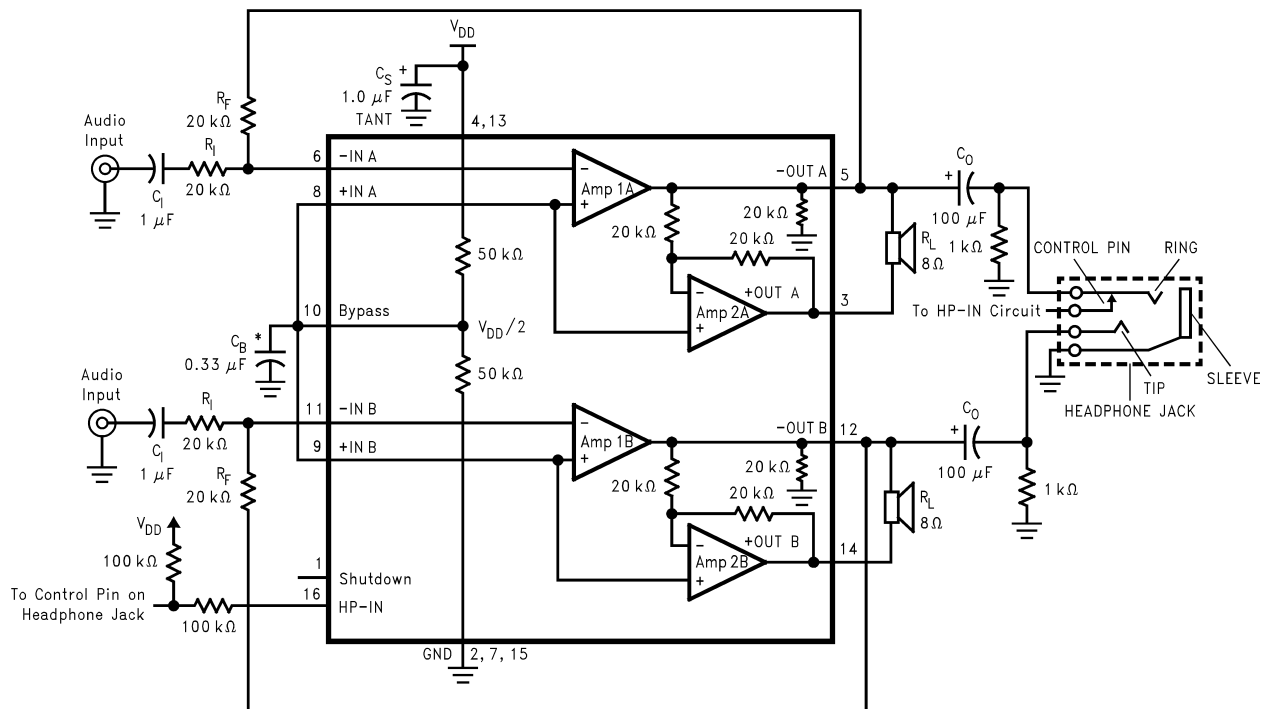 V_DD
C_S +
1.0 μF
TANT
4,13
R_F
20 kΩ
Audio
Input
R_I
20 kΩ
C_I
1 μF
6 -IN A
8 +IN A
- Amp 1A +
-OUT A 5
20 kΩ
20 kΩ
20 kΩ
50 kΩ
- Amp 2A +
+OUT A 3
R_L
8Ω
C_O
+
100 μF
1 kΩ
CONTROL PIN
RING
To HP-IN Circuit
TIP
SLEEVE
HEADPHONE JACK
10 Bypass
V_DD/2
C_B *
0.33 μF
50 kΩ
Audio
Input
R_I
20 kΩ
C_I
1 μF
R_F
20 kΩ
11 -IN B
9 +IN B
- Amp 1B +
-OUT B 12
20 kΩ
20 kΩ
20 kΩ
- Amp 2B +
+OUT B 14
R_L
8Ω
C_O
+
100 μF
1 kΩ
V_DD
100 kΩ
To Control Pin on
Headphone Jack
100 kΩ
1 Shutdown
16 HP-IN
GND 2,7,15